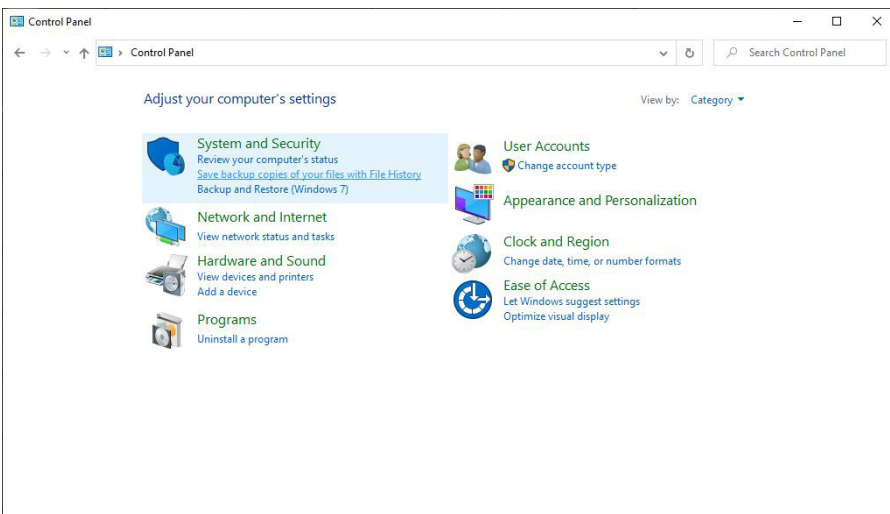 Control Panel
Control Panel
Search Control Panel
Adjust your computer's settings
View by: Category
System and Security
Review your computer's status
Save backup copies of your files with File History
Backup and Restore (Windows 7)
Network and Internet
View network status and tasks
Hardware and Sound
View devices and printers
Add a device
Programs
Uninstall a program
User Accounts
Change account type
Appearance and Personalization
Clock and Region
Change date, time, or number formats
Ease of Access
Let Windows suggest settings
Optimize visual display